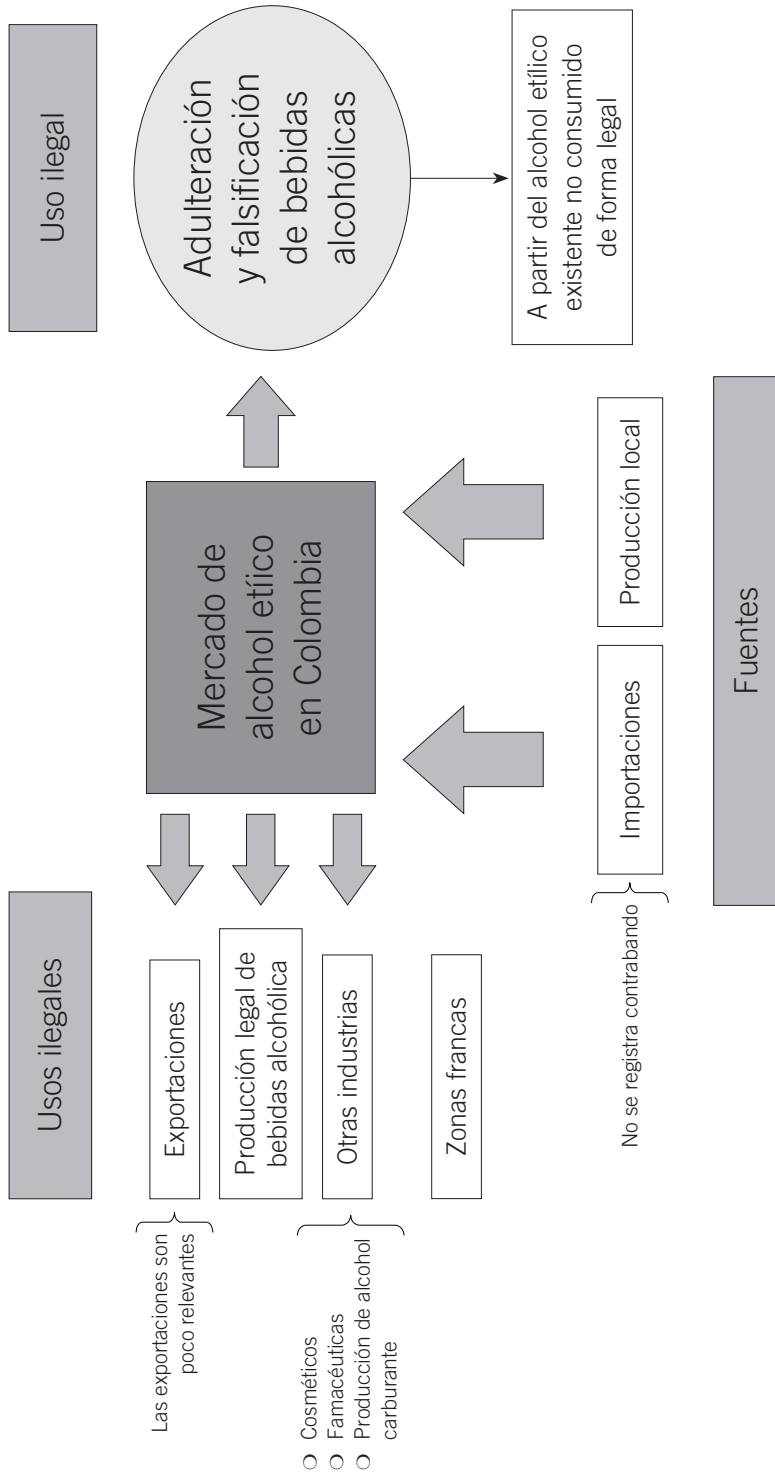 Usos ilegales
Uso ilegal
Las exportaciones son
poco relevantes
Exportaciones
Producción legal de
bebidas alcohólica
❍ Cosméticos
❍ Famacéuticas
❍ Producción de alcohol
carburante
Otras industrias
Zonas francas
Mercado de
alcohol etíico
en Colombia
Adulteración
y falsificación
de bebidas
alcohólicas
A partir del alcohol etílico
existente no consumido
de forma legal
No se registra contrabando
Importaciones
Producción local
Fuentes